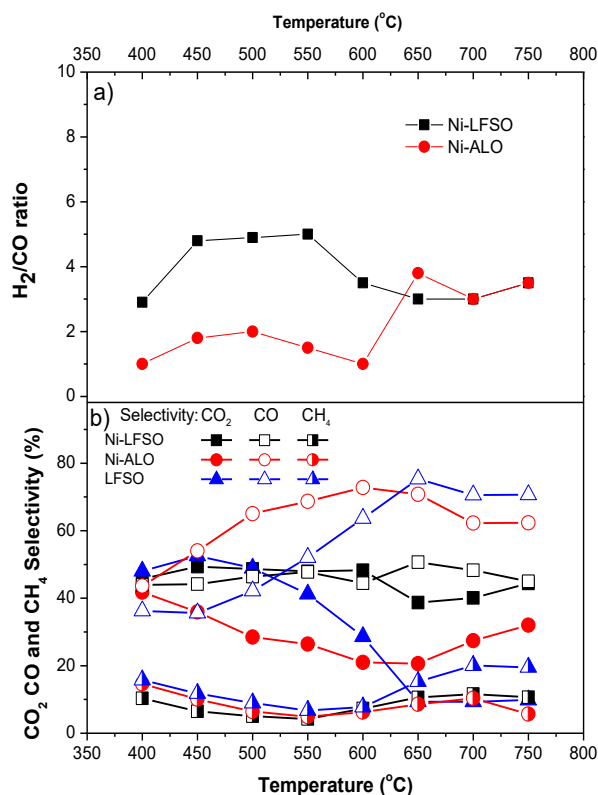 Temperature (°C)
350 400 450 500 550 600 650 700 750 800
10
a)
Ni-LFSO
Ni-ALO
8
6
4
2
0
H₂/CO ratio
b) Selectivity: CO₂ CO CH₄
Ni-LFSO
Ni-ALO
LFSO
80
60
40
20
0
CO₂ CO and CH₄ Selectivity (%)
350 400 450 500 550 600 650 700 750 800
Temperature (°C)